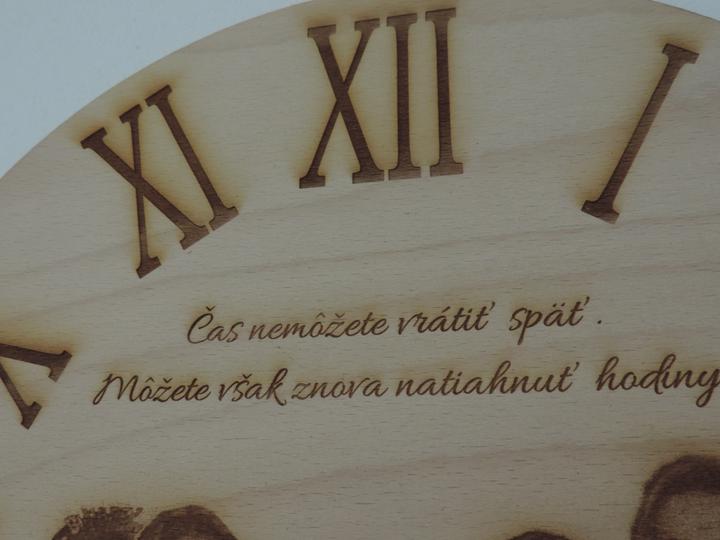 XI XII I
X
Čas nemôžete vrátiť späť .
Môžete však znova natiahnuť hodiny